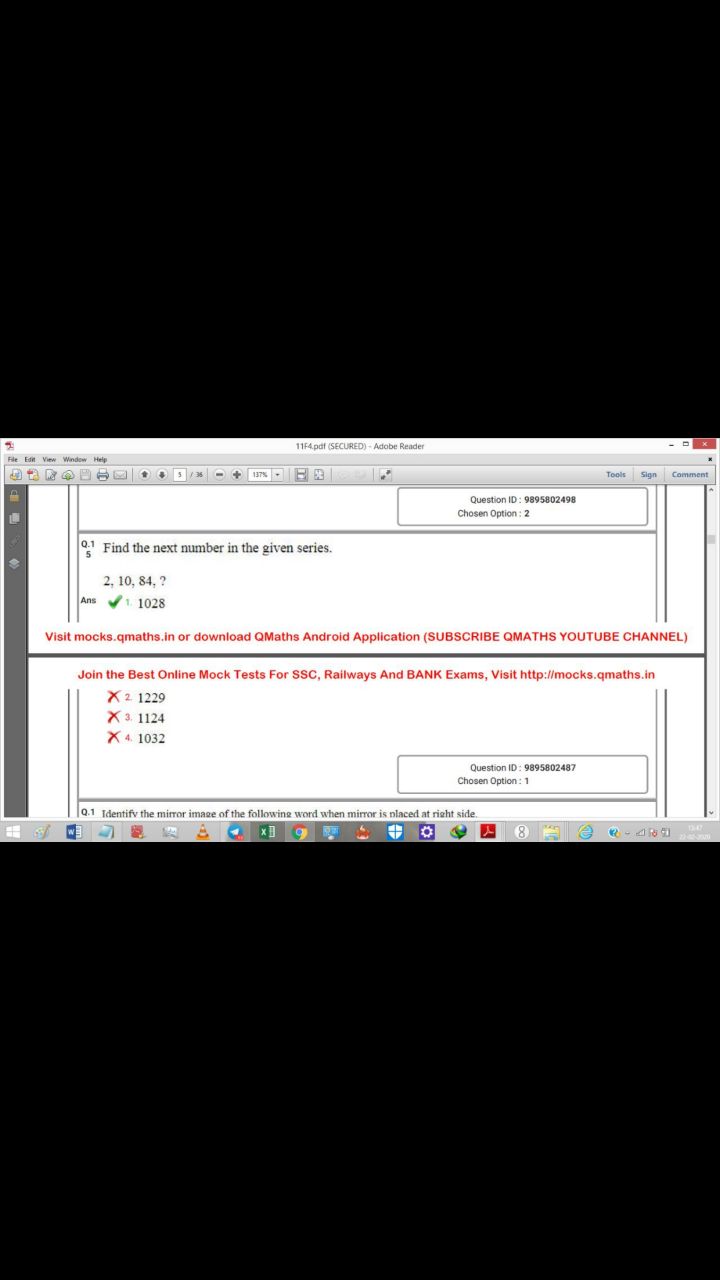 11F4.pdf (SECURED) - Adobe Reader
File Edit View Window Help
5 / 36 137% Tools Sign Comment
Question ID : 9895802498
Chosen Option : 2
Q.1
5
Find the next number in the given series.
2, 10, 84, ?
Ans 1. 1028
Visit mocks.qmaths.in or download QMaths Android Application (SUBSCRIBE QMATHS YOUTUBE CHANNEL)
Join the Best Online Mock Tests For SSC, Railways And BANK Exams, Visit http://mocks.qmaths.in
2. 1229
3. 1124
4. 1032
Question ID : 9895802487
Chosen Option : 1
Q.1 Identify the mirror image of the following word when mirror is placed at right side.
22-02-2020